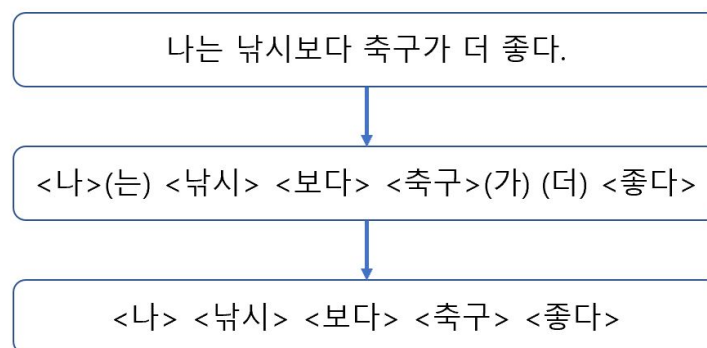 나는 낚시보다 축구가 더 좋다.
<나>(는) <낚시> <보다> <축구>(가) (더) <좋다>
<나> <낚시> <보다> <축구> <좋다>